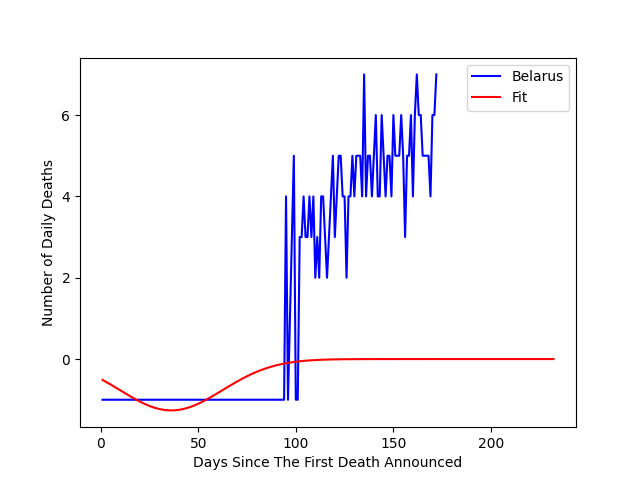 Belarus
Fit
Number of Daily Deaths
6
4
2
0
0 50 100 150 200
Days Since The First Death Announced